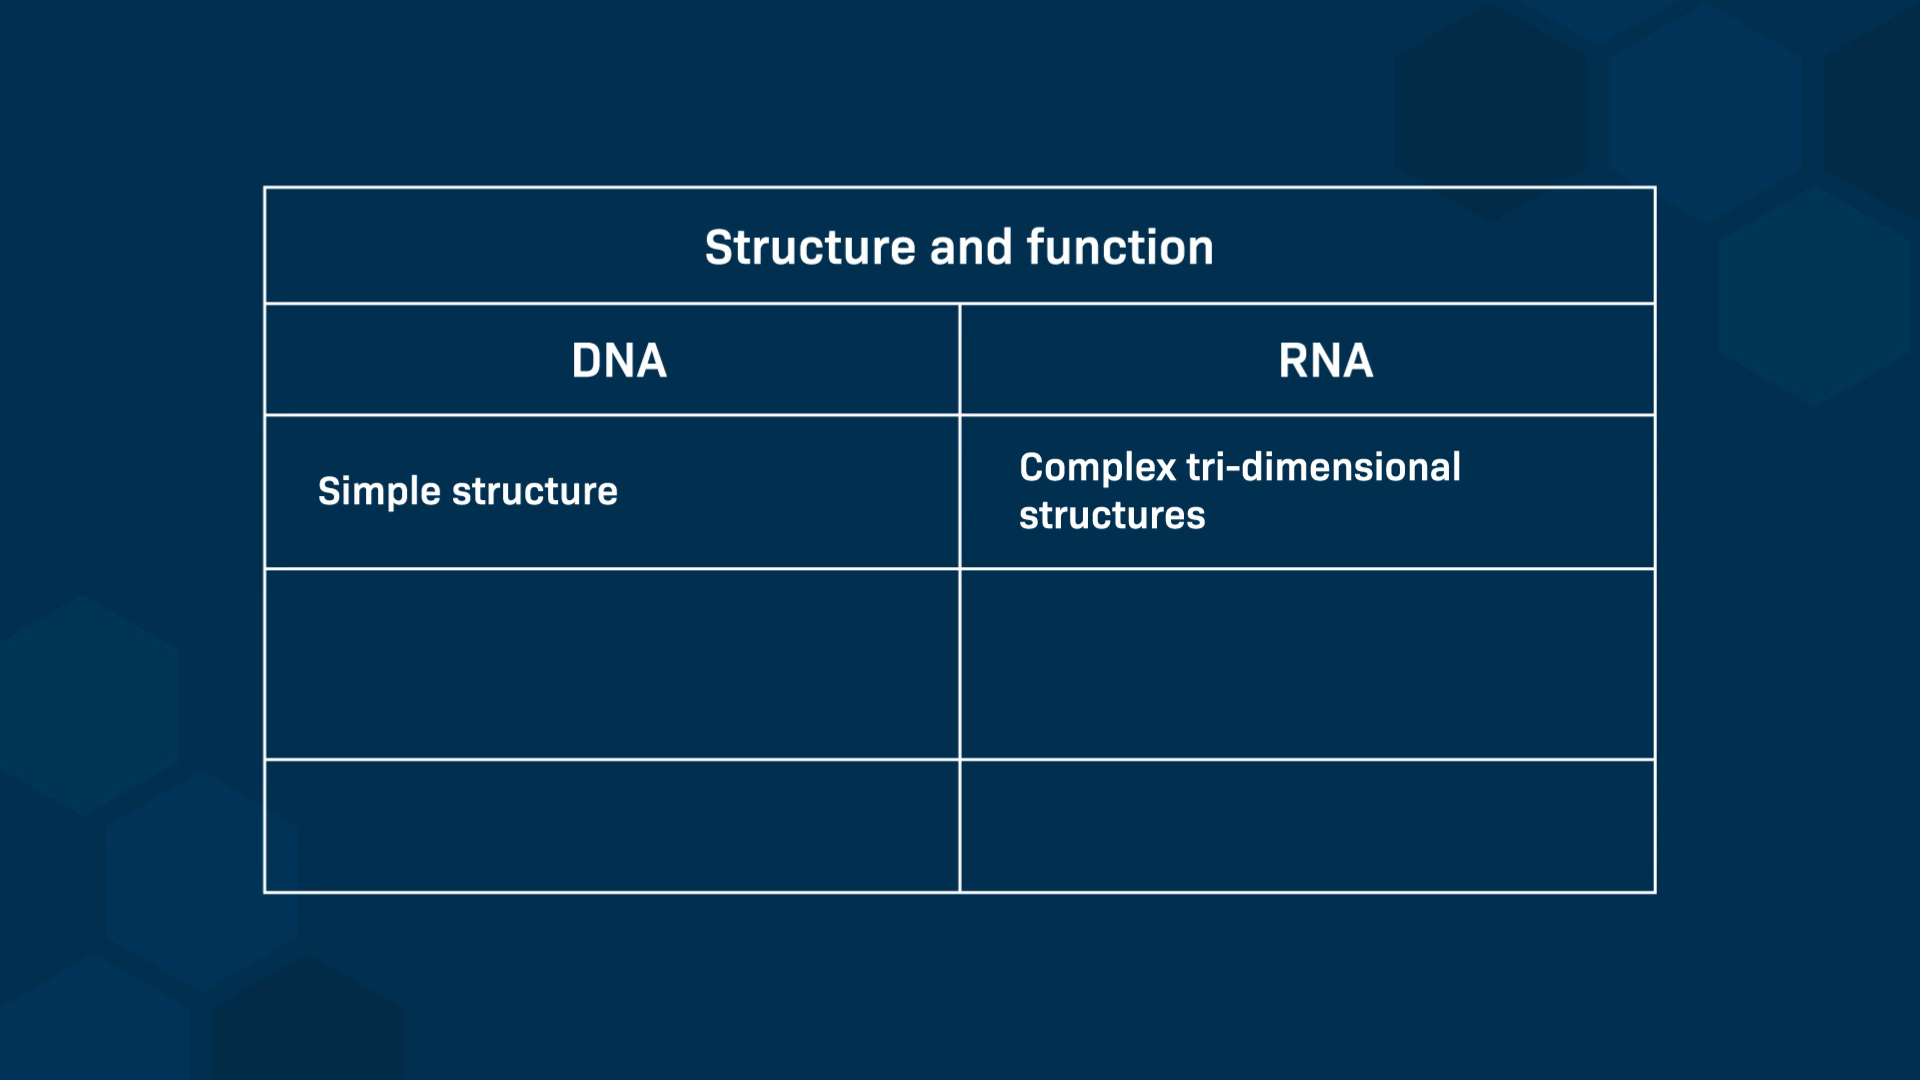 Structure and function
DNA
RNA
Simple structure
Complex tri-dimensional
structures